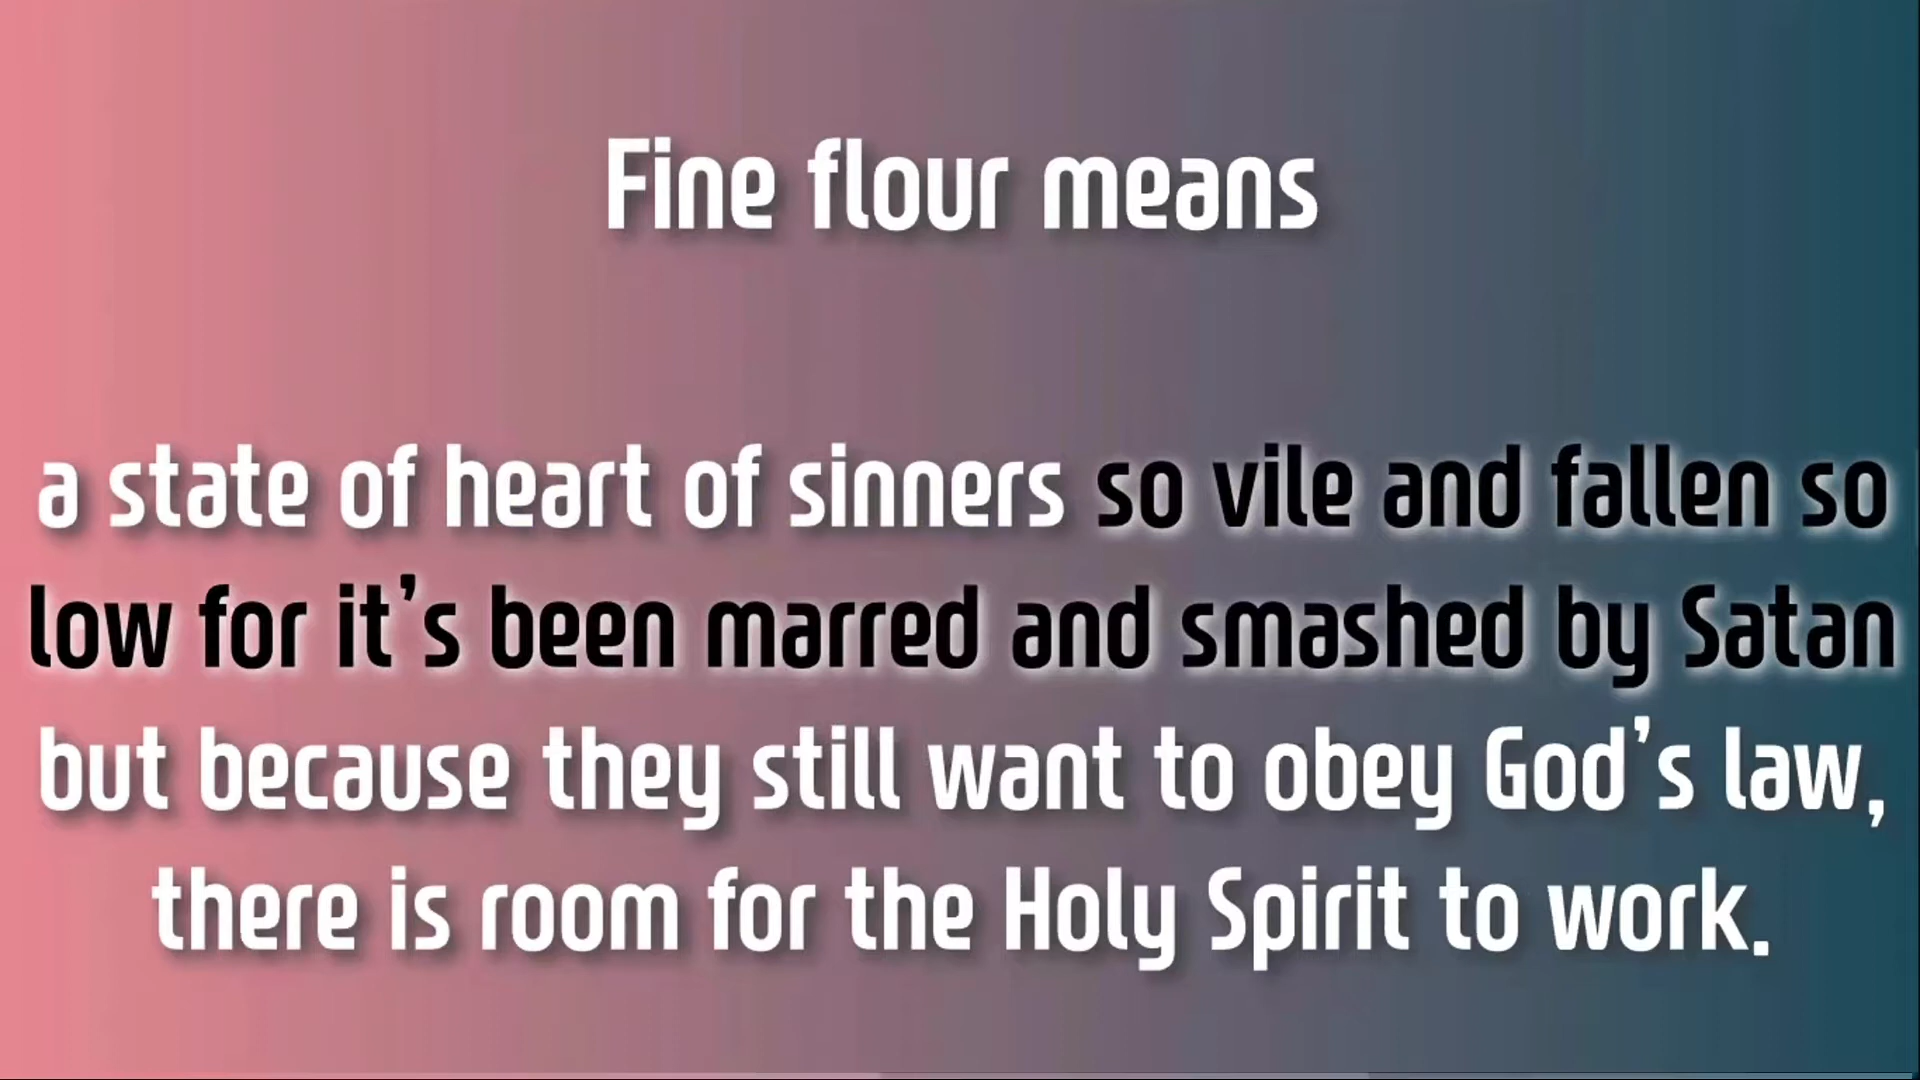 Fine flour means
a state of heart of sinners so vile and fallen so
low for it's been marred and smashed by Satan
but because they still want to obey God's law,
there is room for the Holy Spirit to work.